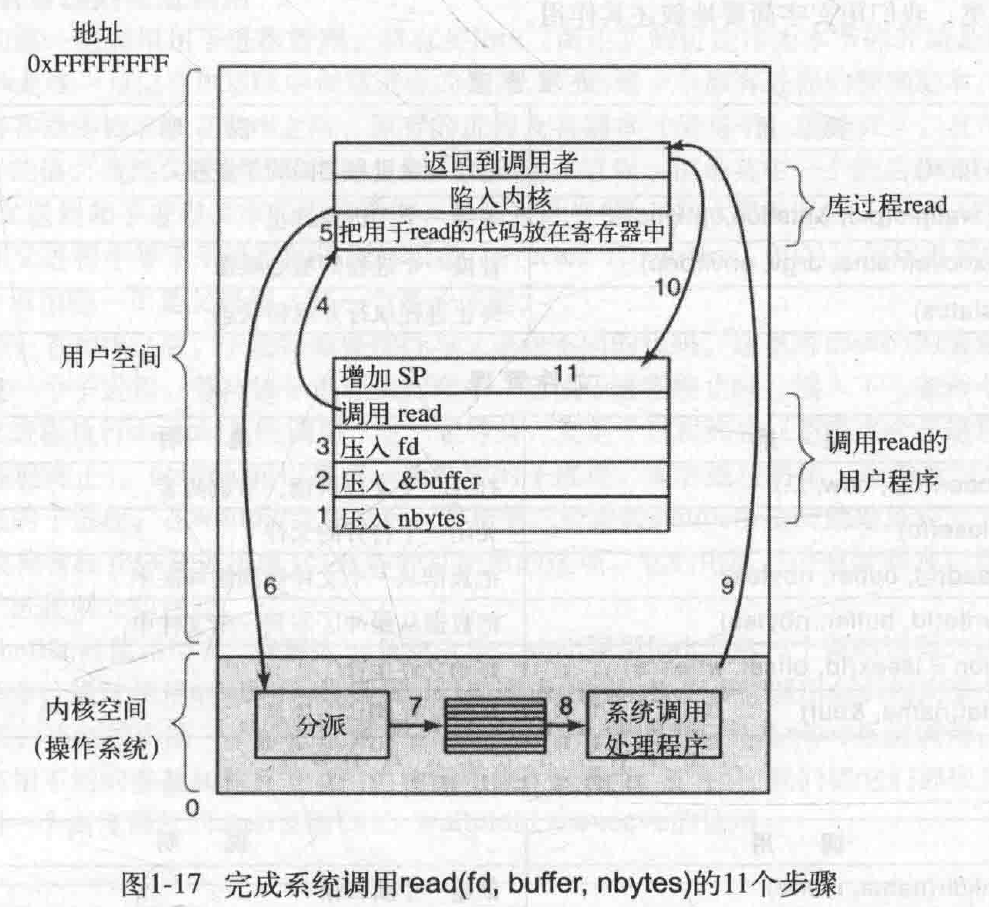 地址
0xFFFFFFFF
返回到调用者
陷入内核
5 把用于read的代码放在寄存器中
库过程read
4
10
用户空间
增加 SP 11
调用 read
3 压入 fd
2 压入 &buffer
1 压入 nbytes
调用read的
用户程序
6
9
内核空间
(操作系统)
分派
7
8
系统调用
处理程序
0
图1-17 完成系统调用read(fd, buffer, nbytes)的11个步骤